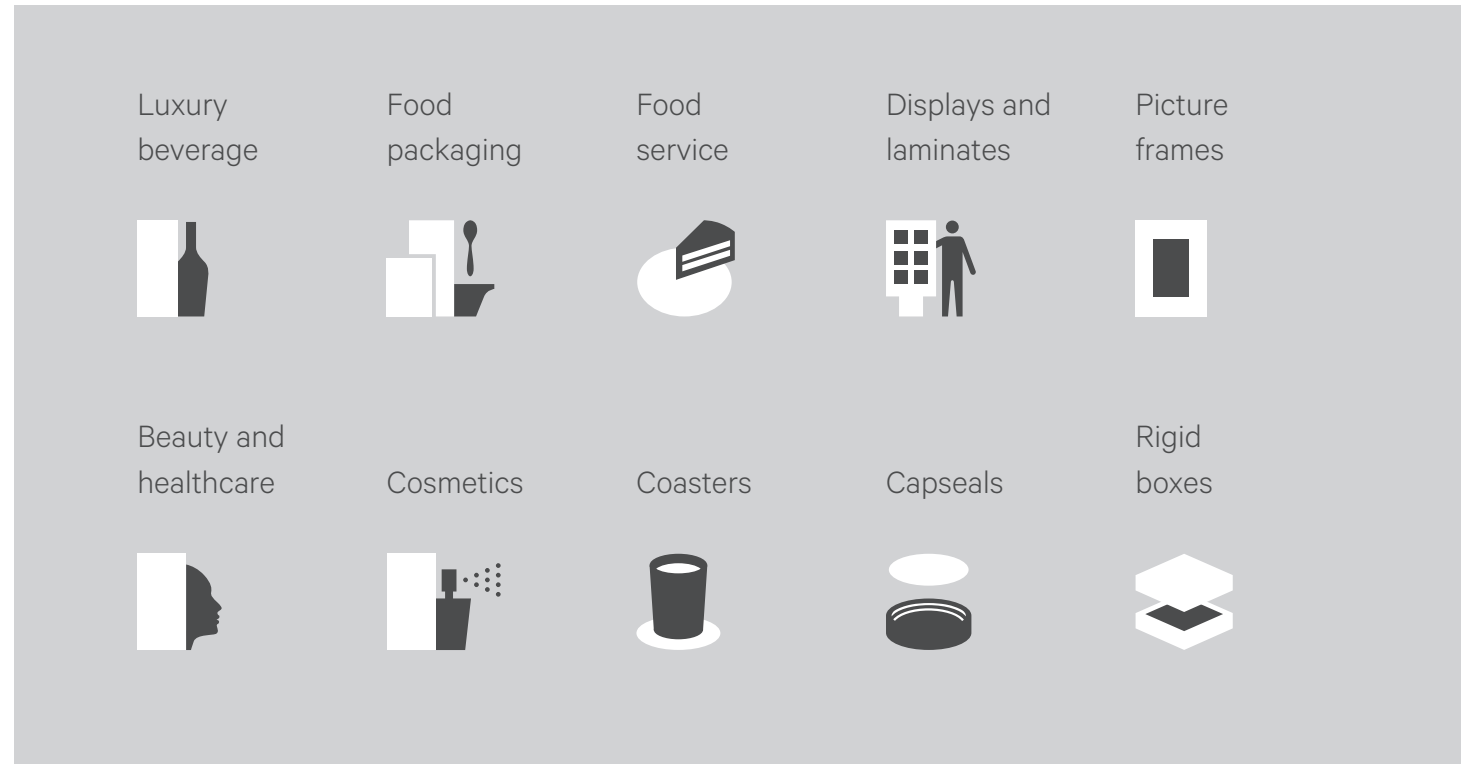 Luxury
beverage
Food
packaging
Food
service
Displays and
laminates
Picture
frames
Beauty and
healthcare
Cosmetics
Coasters
Capseals
Rigid
boxes